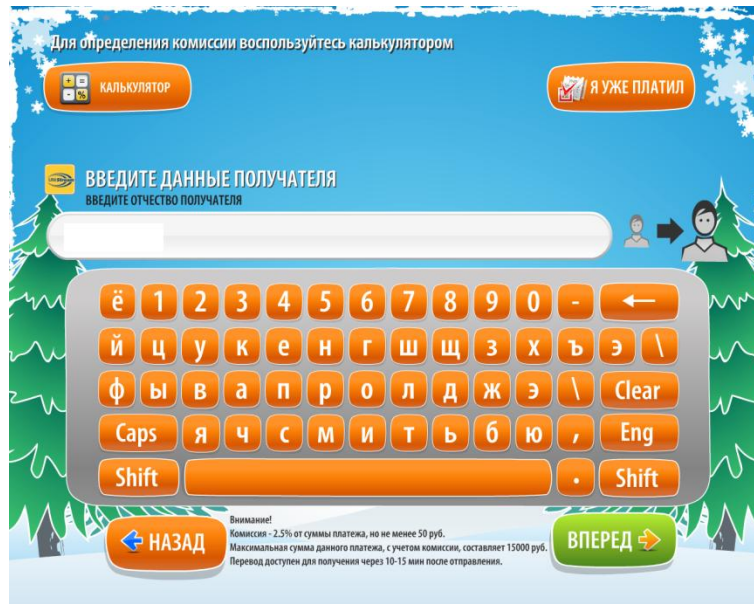 Для определения комиссии воспользуйтесь калькулятором
КАЛЬКУЛЯТОР
Я УЖЕ ПЛАТИЛ
ВВЕДИТЕ ДАННЫЕ ПОЛУЧАТЕЛЯ
ВВЕДИТЕ ОТЧЕСТВО ПОЛУЧАТЕЛЯ
ё 1 2 3 4 5 6 7 8 9 0 -
й ц у к е н г ш щ з х ъ э \
ф ы в а п р о л д ж э \ Clear
Caps я ч с м и т ь б ю , Eng
Shift . Shift
НАЗАД
Внимание!
Комиссия - 2.5% от суммы платежа, но не менее 50 руб.
Максимальная сумма данного платежа, с учетом комиссии, составляет 15000 руб.
Перевод доступен для получения через 10-15 мин после отправления.
ВПЕРЕД